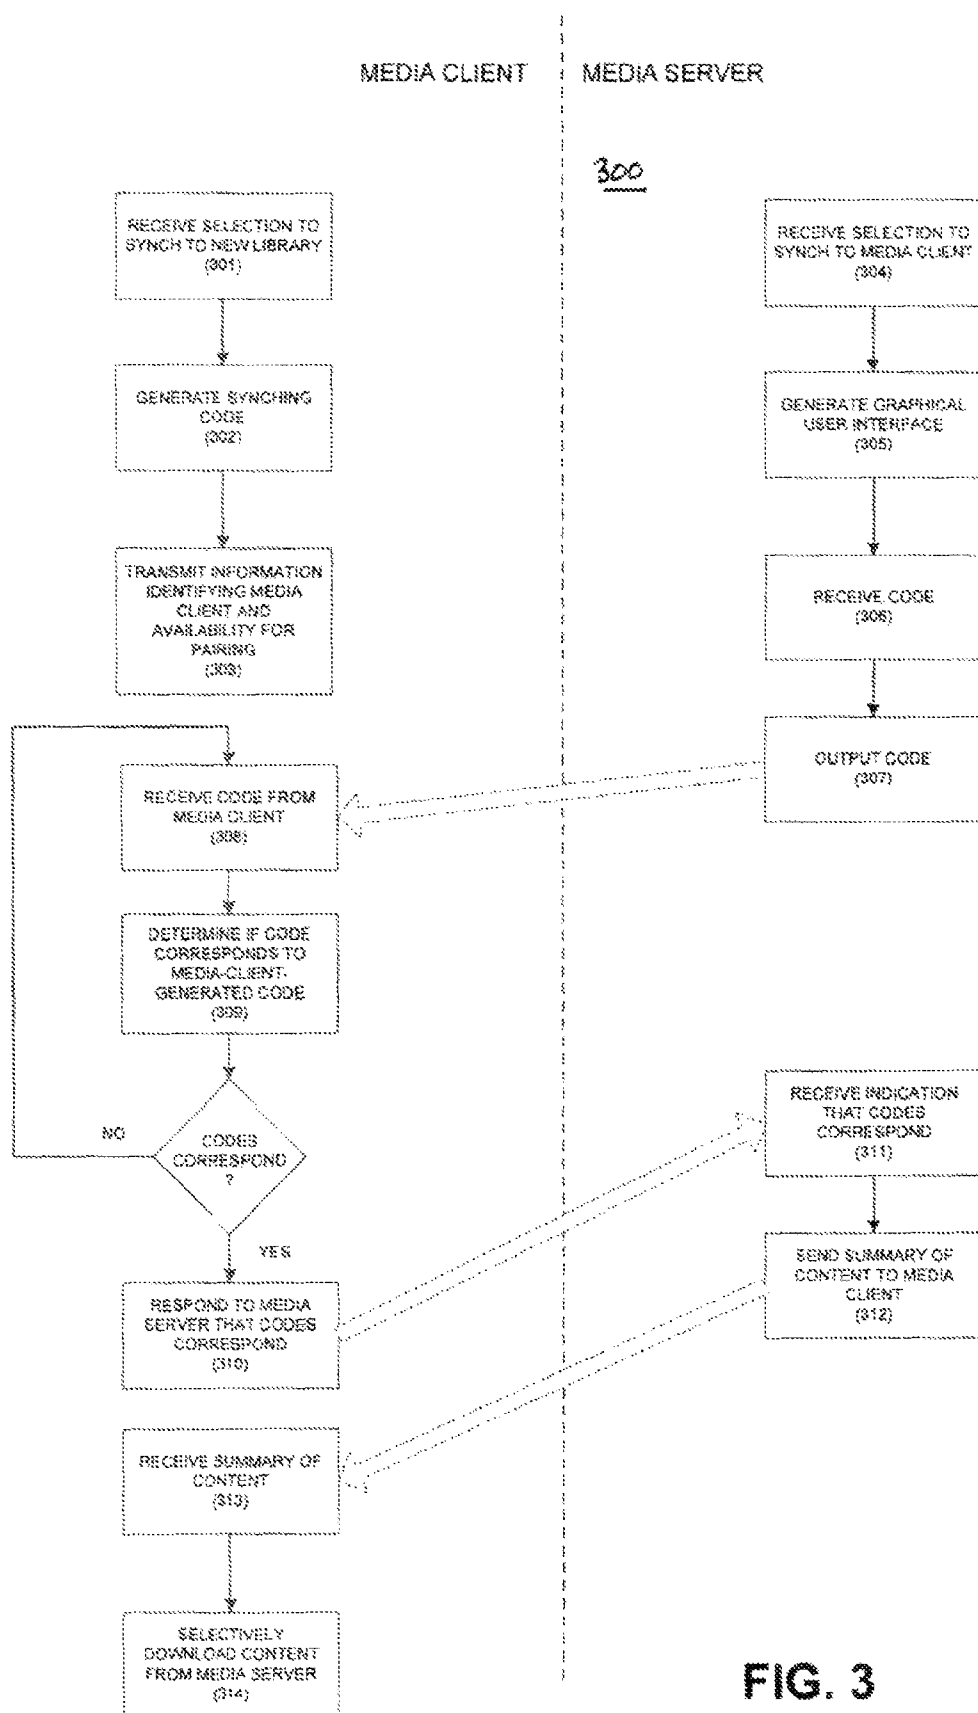 MEDIA CLIENT
MEDIA SERVER
300
RECEIVE SELECTION TO
SYNCH TO NEW LIBRARY
(301)
GENERATE SYNCHING
CODE
(302)
TRANSMIT INFORMATION
IDENTIFYING MEDIA
CLIENT AND
AVAILABILITY FOR
PAIRING
(303)
RECEIVE SELECTION TO
SYNCH TO MEDIA CLIENT
(304)
GENERATE GRAPHICAL
USER INTERFACE
(305)
RECEIVE CODE
(306)
OUTPUT CODE
(307)
RECEIVE CODE FROM
MEDIA CLIENT
(308)
DETERMINE IF CODE
CORRESPONDS TO
MEDIA-CLIENT-
GENERATED CODE
(309)
CODES
CORRESPOND
?
NO
YES
RESPOND TO MEDIA
SERVER THAT CODES
CORRESPOND
(310)
RECEIVE INDICATION
THAT CODES
CORRESPOND
(311)
SEND SUMMARY OF
CONTENT TO MEDIA
CLIENT
(312)
RECEIVE SUMMARY OF
CONTENT
(313)
SELECTIVELY
DOWNLOAD CONTENT
FROM MEDIA SERVER
(314)
FIG. 3